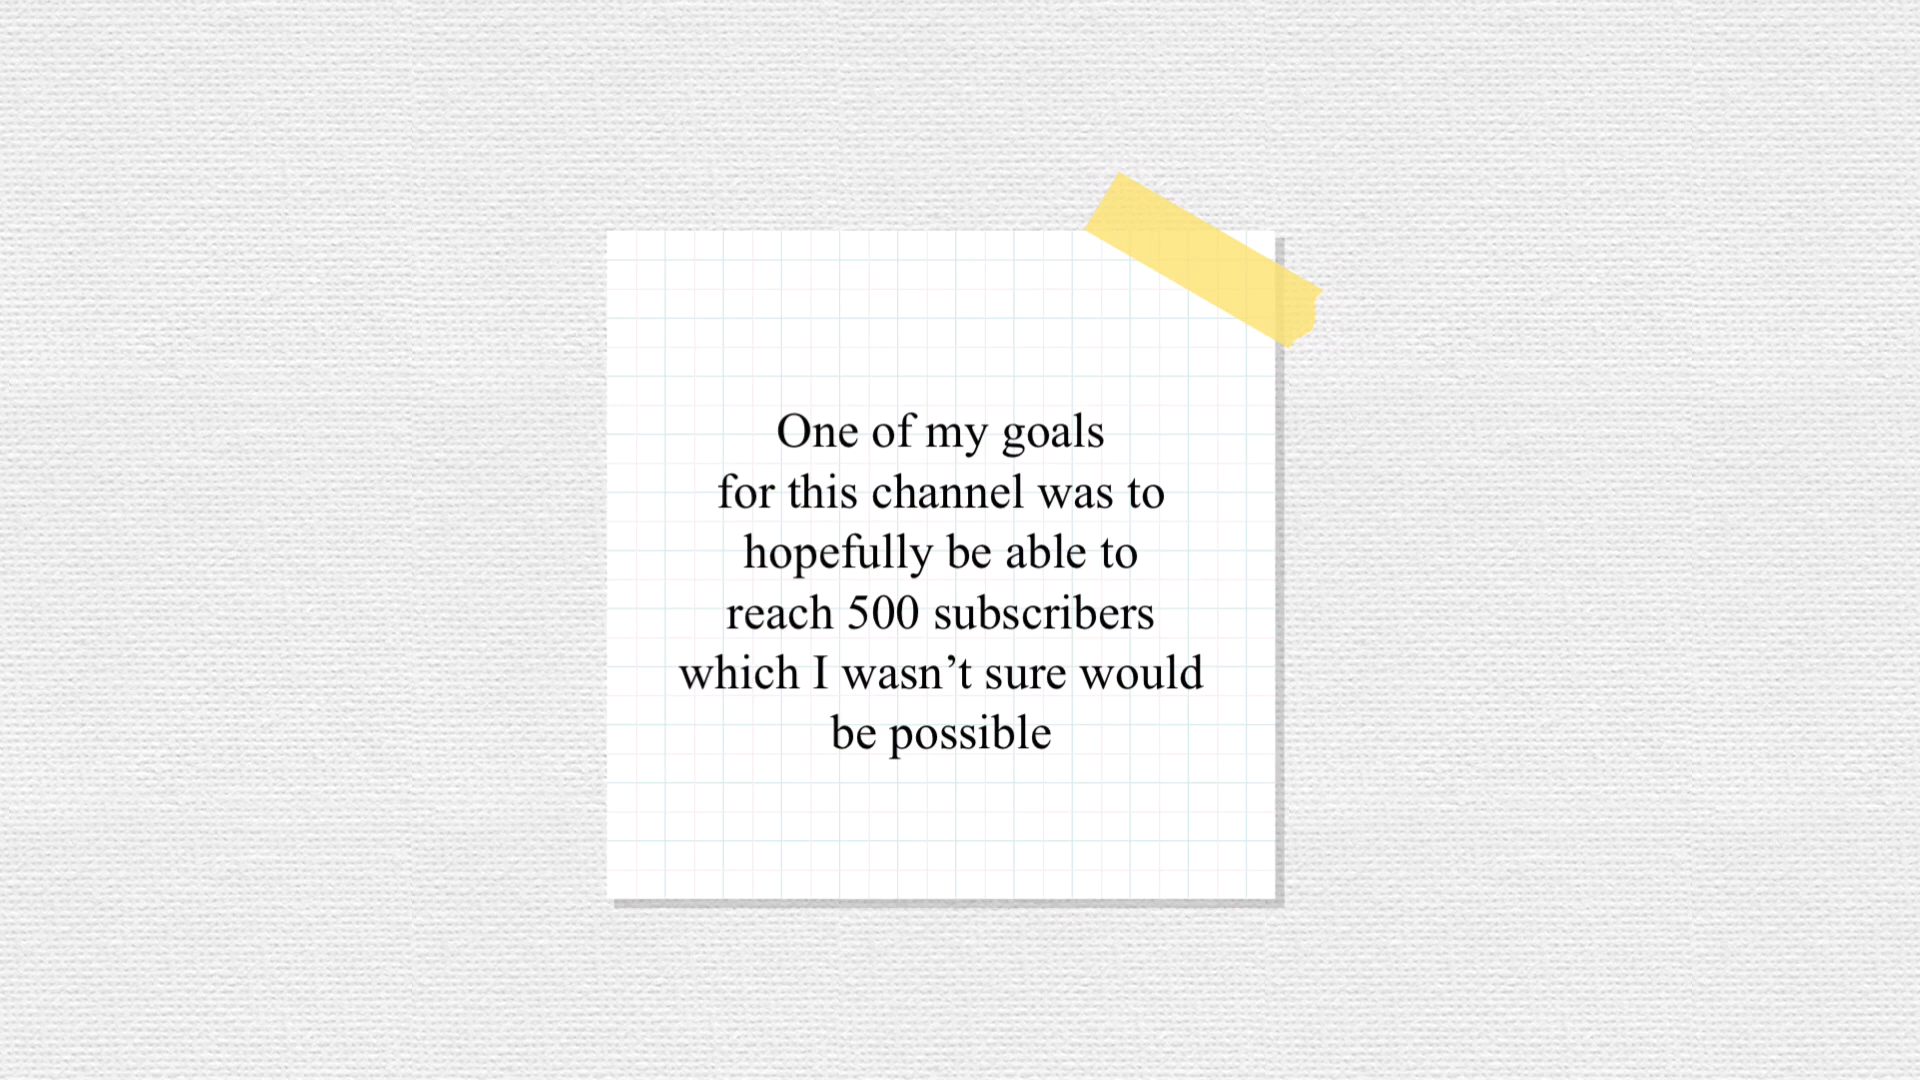 One of my goals
for this channel was to
hopefully be able to
reach 500 subscribers
which I wasn’t sure would
be possible